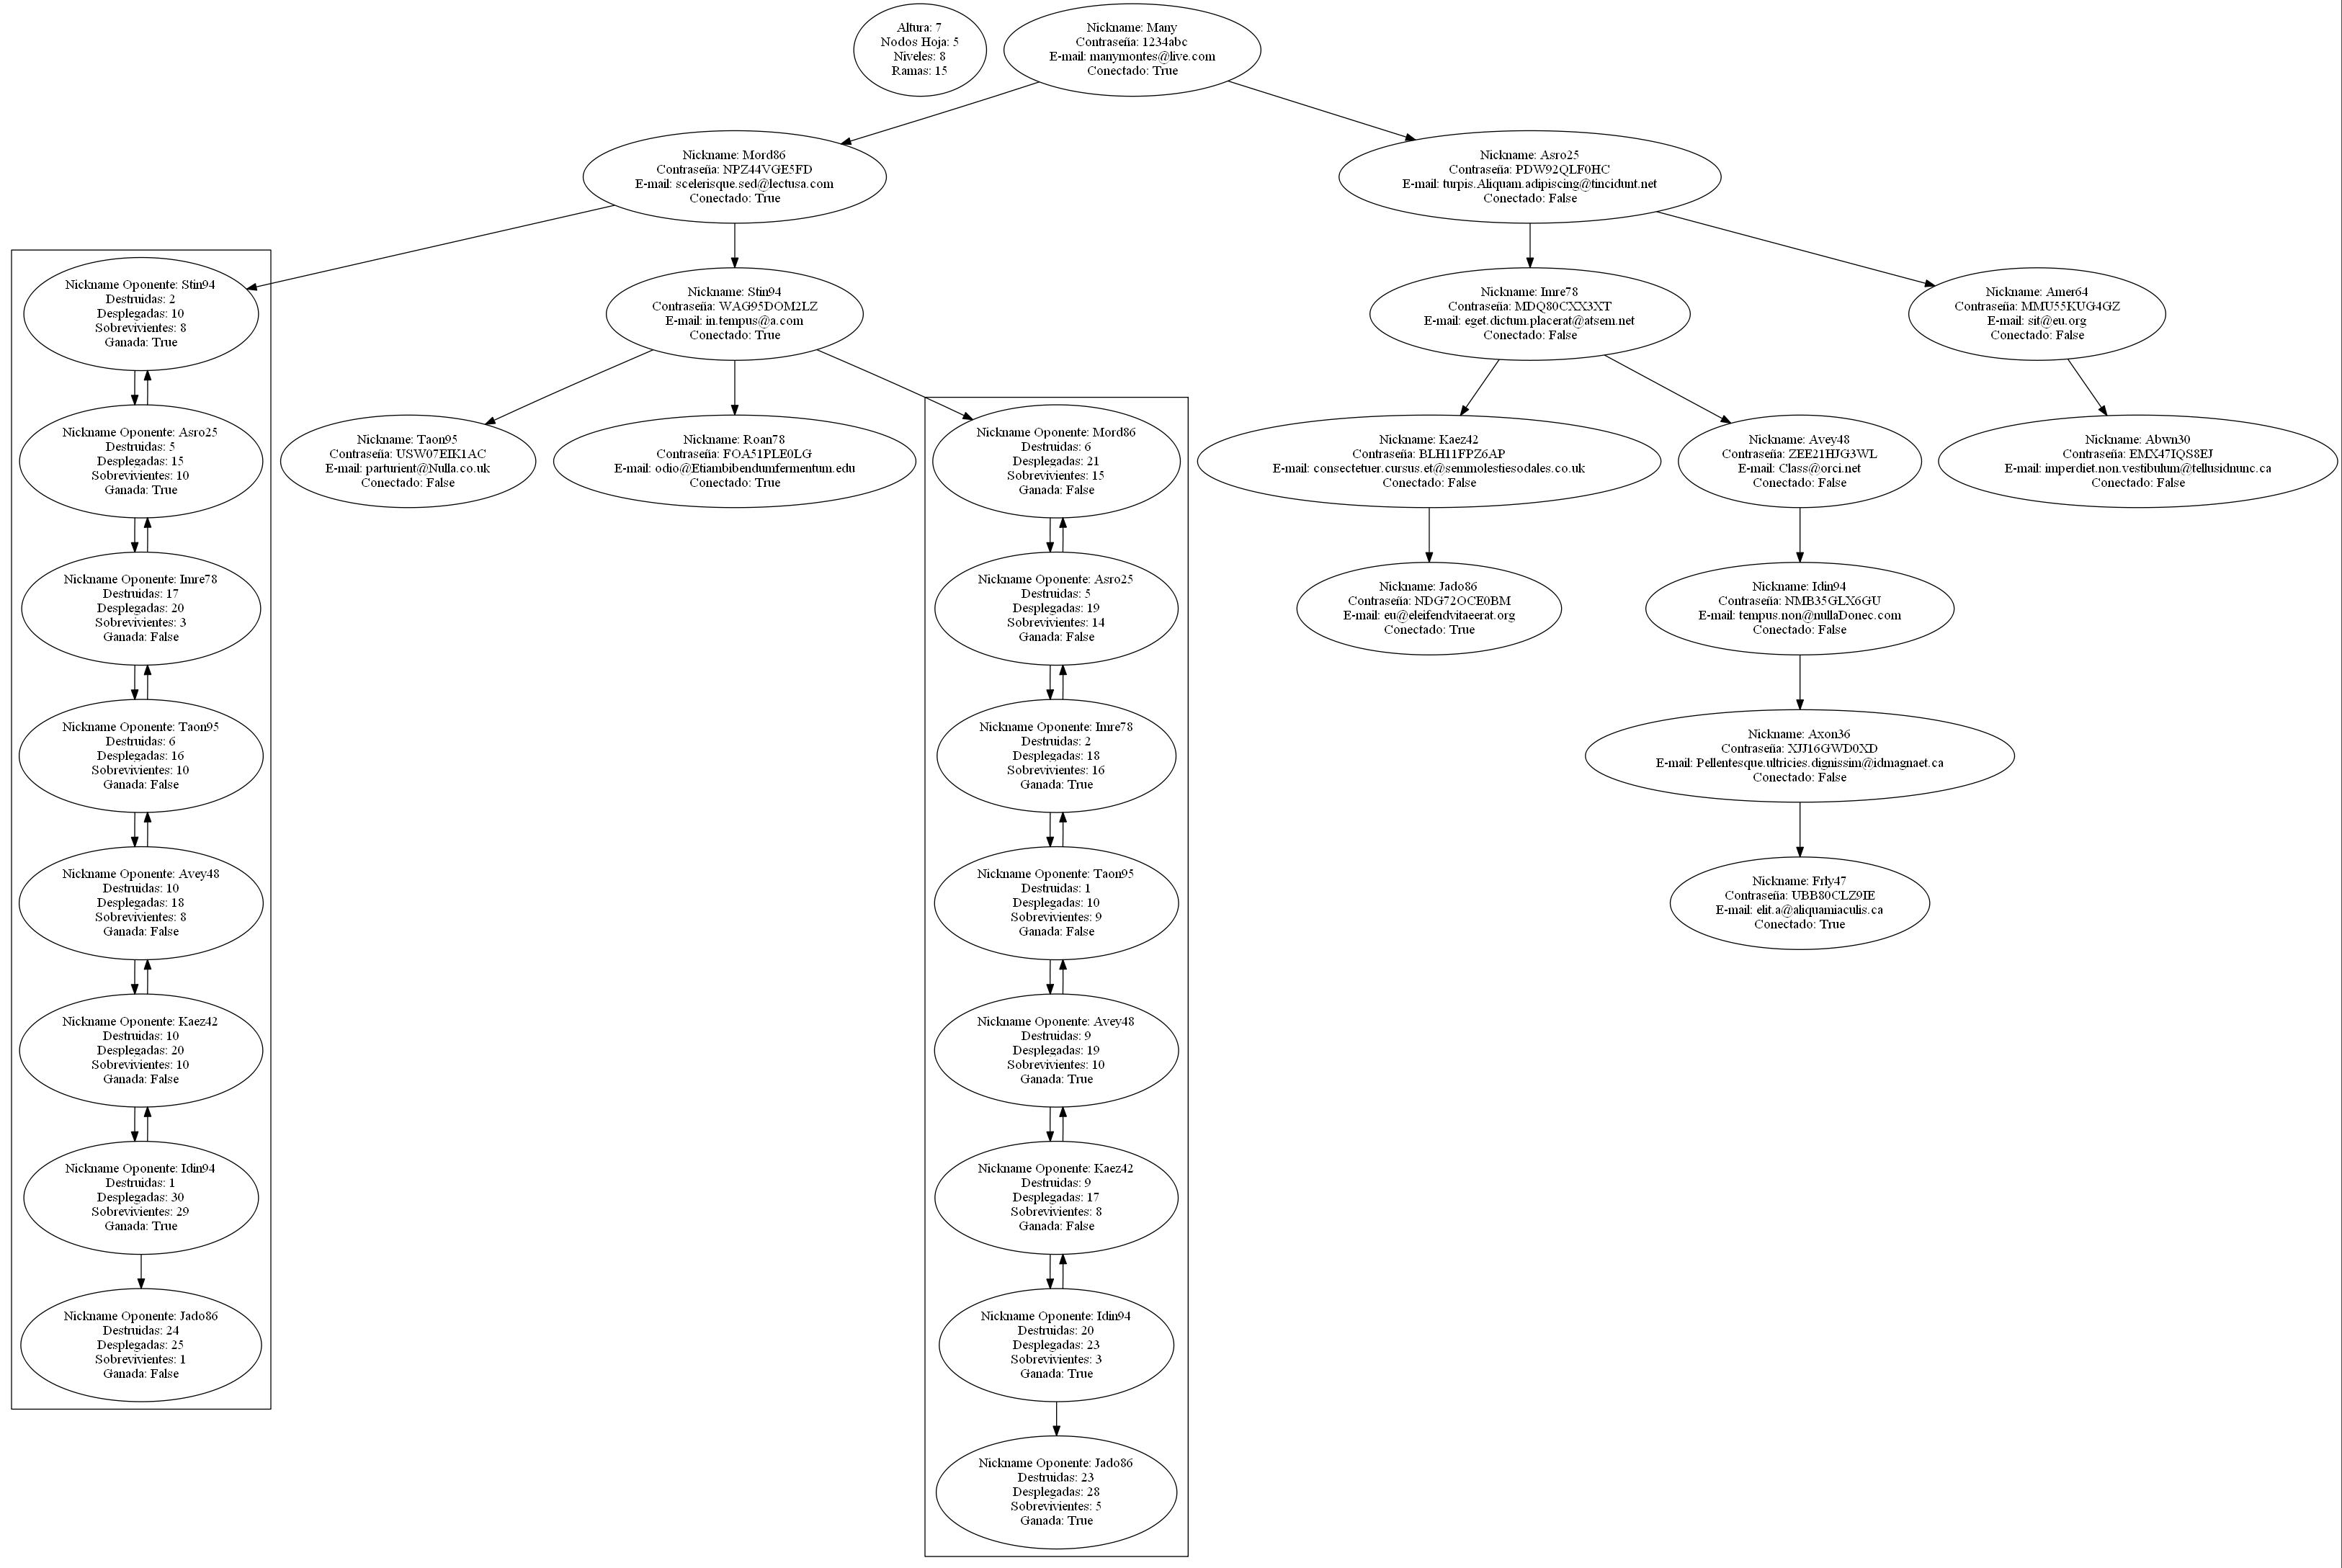 Altura: 7
Nodos Hoja: 5
Niveles: 8
Ramas: 15
Nickname: Many
Contraseña: 1234abc
E-mail: manymontes@live.com
Conectado: True
Nickname: Mord86
Contraseña: NPZ44VGE5FD
E-mail: scelerisque.sed@lectusa.com
Conectado: True
Nickname: Asro25
Contraseña: PDW92QLF0HC
E-mail: turpis.Aliquam.adipiscing@tincidunt.net
Conectado: False
Nickname Oponente: Stin94
Destruidas: 2
Desplegadas: 10
Sobrevivientes: 8
Ganada: True
Nickname: Stin94
Contraseña: WAG95DOM2LZ
E-mail: in.tempus@a.com
Conectado: True
Nickname: Imre78
Contraseña: MDQ80CXX3XT
E-mail: eget.dictum.placerat@atsem.net
Conectado: False
Nickname: Amer64
Contraseña: MMU55KUG4GZ
E-mail: sit@eu.org
Conectado: False
Nickname Oponente: Asro25
Destruidas: 5
Desplegadas: 15
Sobrevivientes: 10
Ganada: True
Nickname: Taon95
Contraseña: USW07EIK1AC
E-mail: parturient@Nulla.co.uk
Conectado: False
Nickname: Roan78
Contraseña: FOA51PLE0LG
E-mail: odio@Etiambibendumfermentum.edu
Conectado: True
Nickname Oponente: Mord86
Destruidas: 6
Desplegadas: 21
Sobrevivientes: 15
Ganada: False
Nickname: Kaez42
Contraseña: BLH11FPZ6AP
E-mail: consectetuer.cursus.et@semmolestiesodales.co.uk
Conectado: False
Nickname: Avey48
Contraseña: ZEE21HJG3WL
E-mail: Class@orci.net
Conectado: False
Nickname: Abwn30
Contraseña: EMX47IQS8EJ
E-mail: imperdiet.non.vestibulum@tellusidnunc.ca
Conectado: False
Nickname Oponente: Imre78
Destruidas: 17
Desplegadas: 20
Sobrevivientes: 3
Ganada: False
Nickname Oponente: Asro25
Destruidas: 5
Desplegadas: 19
Sobrevivientes: 14
Ganada: False
Nickname: Jado86
Contraseña: NDG72OCE0BM
E-mail: eu@eleifendvitaeerat.org
Conectado: True
Nickname: Idin94
Contraseña: NMB35GLX6GU
E-mail: tempus.non@nullaDonec.com
Conectado: False
Nickname Oponente: Taon95
Destruidas: 6
Desplegadas: 16
Sobrevivientes: 10
Ganada: False
Nickname Oponente: Imre78
Destruidas: 2
Desplegadas: 18
Sobrevivientes: 16
Ganada: True
Nickname: Axon36
Contraseña: XJJ16GWD0XD
E-mail: Pellentesque.ultricies.dignissim@idmagnaet.ca
Conectado: False
Nickname Oponente: Avey48
Destruidas: 10
Desplegadas: 18
Sobrevivientes: 8
Ganada: False
Nickname Oponente: Taon95
Destruidas: 1
Desplegadas: 10
Sobrevivientes: 9
Ganada: False
Nickname: Frly47
Contraseña: UBB80CLZ9IE
E-mail: elit.a@aliquamiaculis.ca
Conectado: True
Nickname Oponente: Kaez42
Destruidas: 10
Desplegadas: 20
Sobrevivientes: 10
Ganada: False
Nickname Oponente: Avey48
Destruidas: 9
Desplegadas: 19
Sobrevivientes: 10
Ganada: True
Nickname Oponente: Idin94
Destruidas: 1
Desplegadas: 30
Sobrevivientes: 29
Ganada: True
Nickname Oponente: Kaez42
Destruidas: 9
Desplegadas: 17
Sobrevivientes: 8
Ganada: False
Nickname Oponente: Jado86
Destruidas: 24
Desplegadas: 25
Sobrevivientes: 1
Ganada: False
Nickname Oponente: Idin94
Destruidas: 20
Desplegadas: 23
Sobrevivientes: 3
Ganada: True
Nickname Oponente: Jado86
Destruidas: 23
Desplegadas: 28
Sobrevivientes: 5
Ganada: True